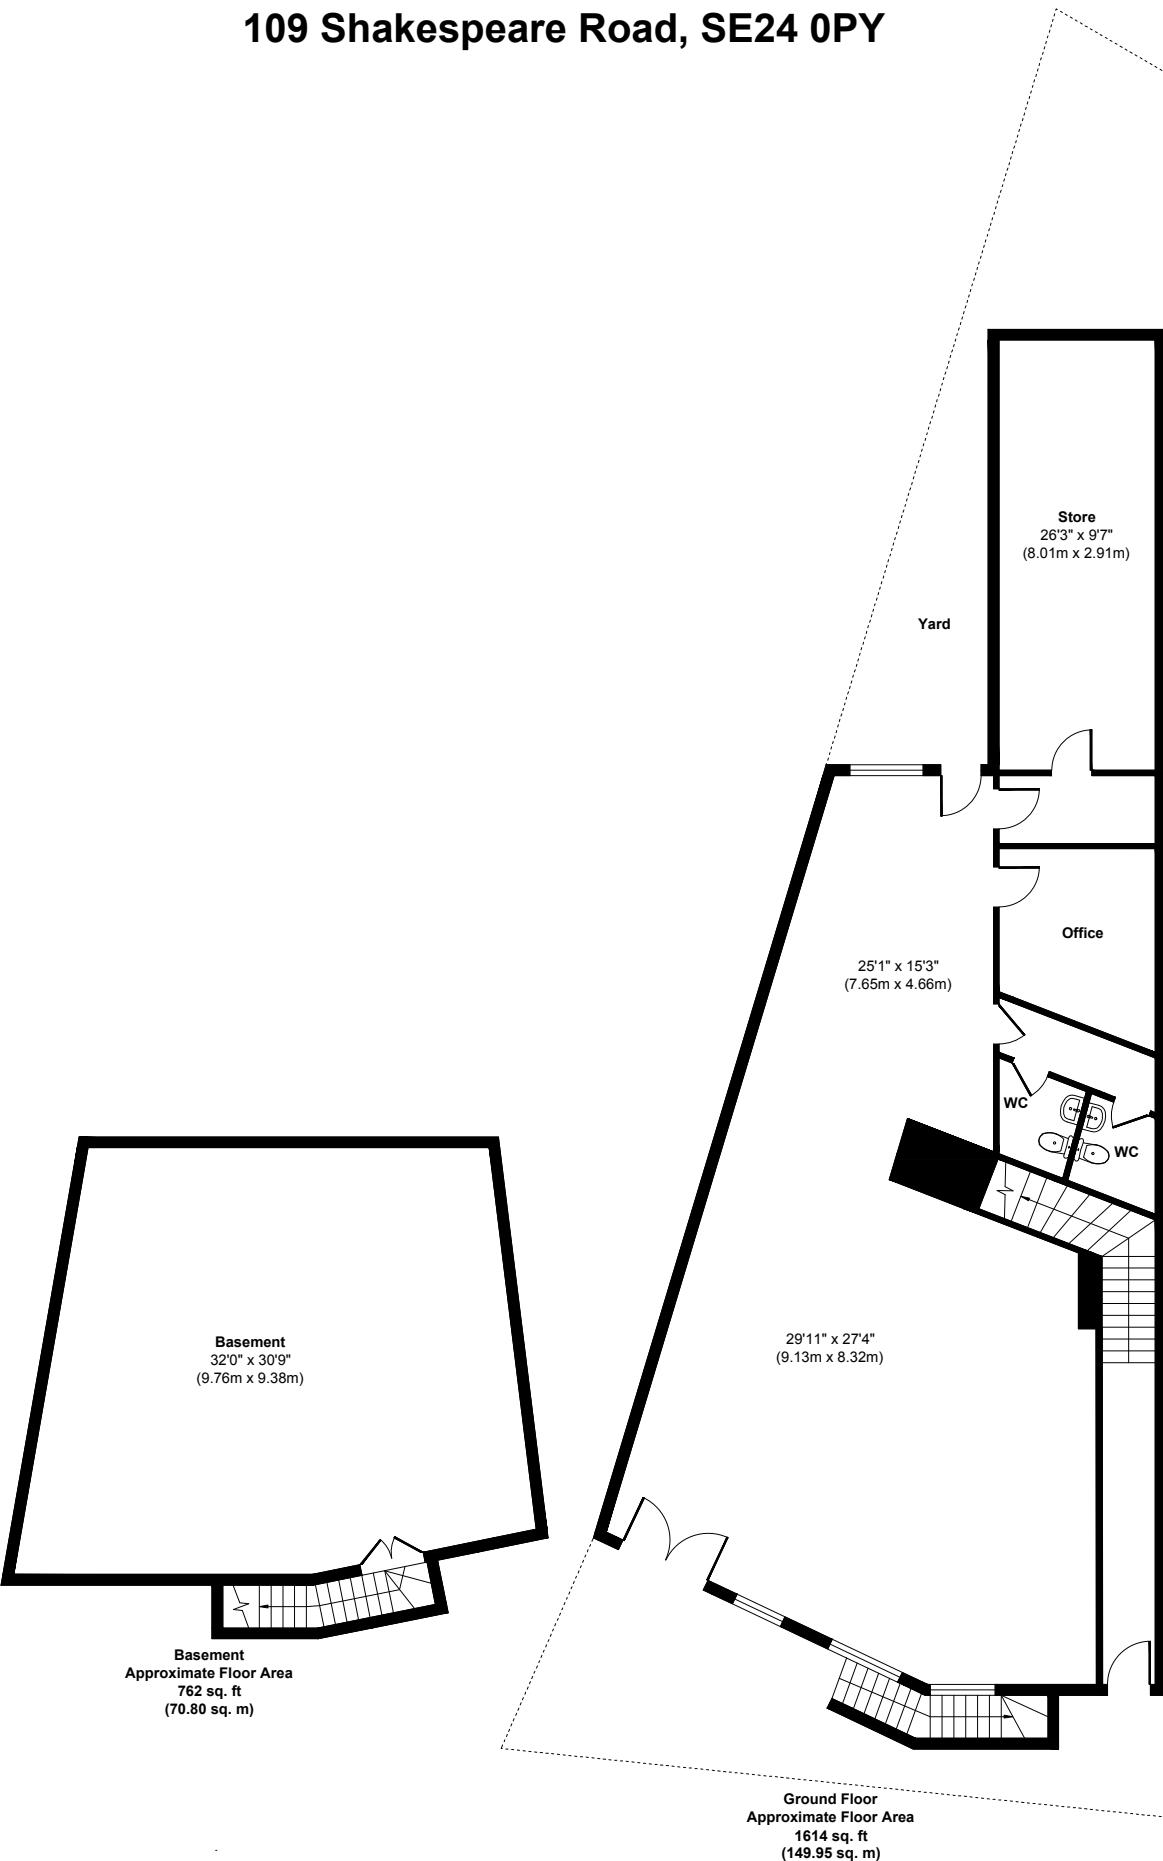 109 Shakespeare Road, SE24 0PY
Store
26'3" x 9'7"
(8.01m x 2.91m)
Yard
Office
25'1" x 15'3"
(7.65m x 4.66m)
WC
WC
29'11" x 27'4"
(9.13m x 8.32m)
Basement
32'0" x 30'9"
(9.76m x 9.38m)
Basement
Approximate Floor Area
762 sq. ft
(70.80 sq. m)
Ground Floor
Approximate Floor Area
1614 sq. ft
(149.95 sq. m)